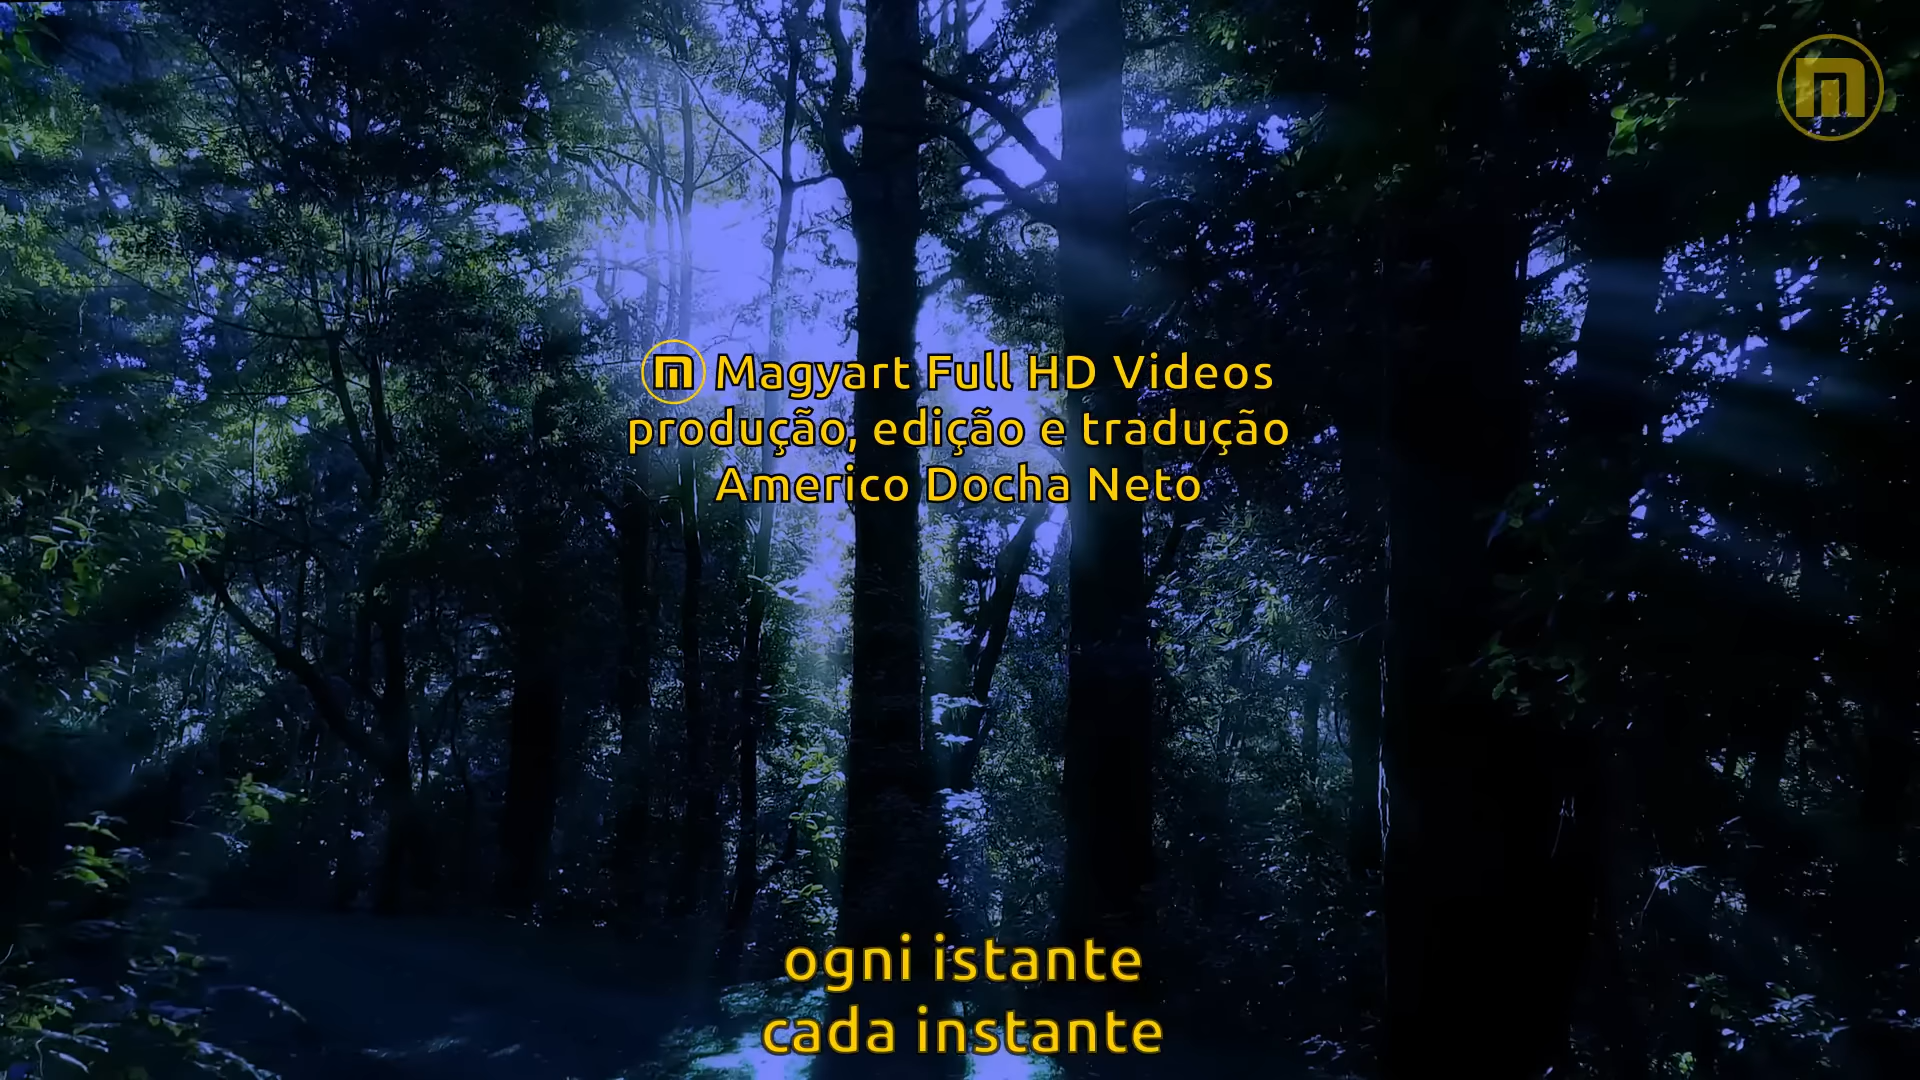 M Magyart Full HD Videos
produção, edição e tradução
Americo Docha Neto
ogni istante
cada instante